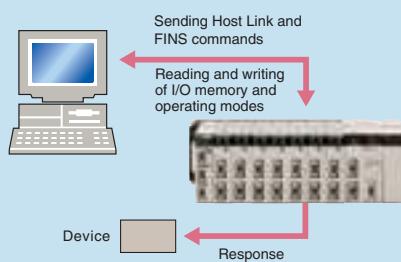 Sending Host Link and
FINS commands
Reading and writing
of I/O memory and
operating modes
Device
Response